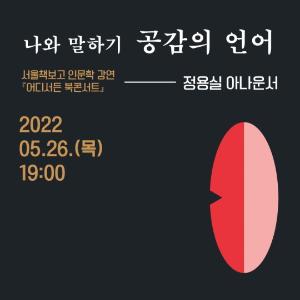 나와 말하기 공감의 언어
서울책보고 인문학 강연
『어디서든 북콘서트』
정용실 아나운서
2022
05.26.(목)
19:00